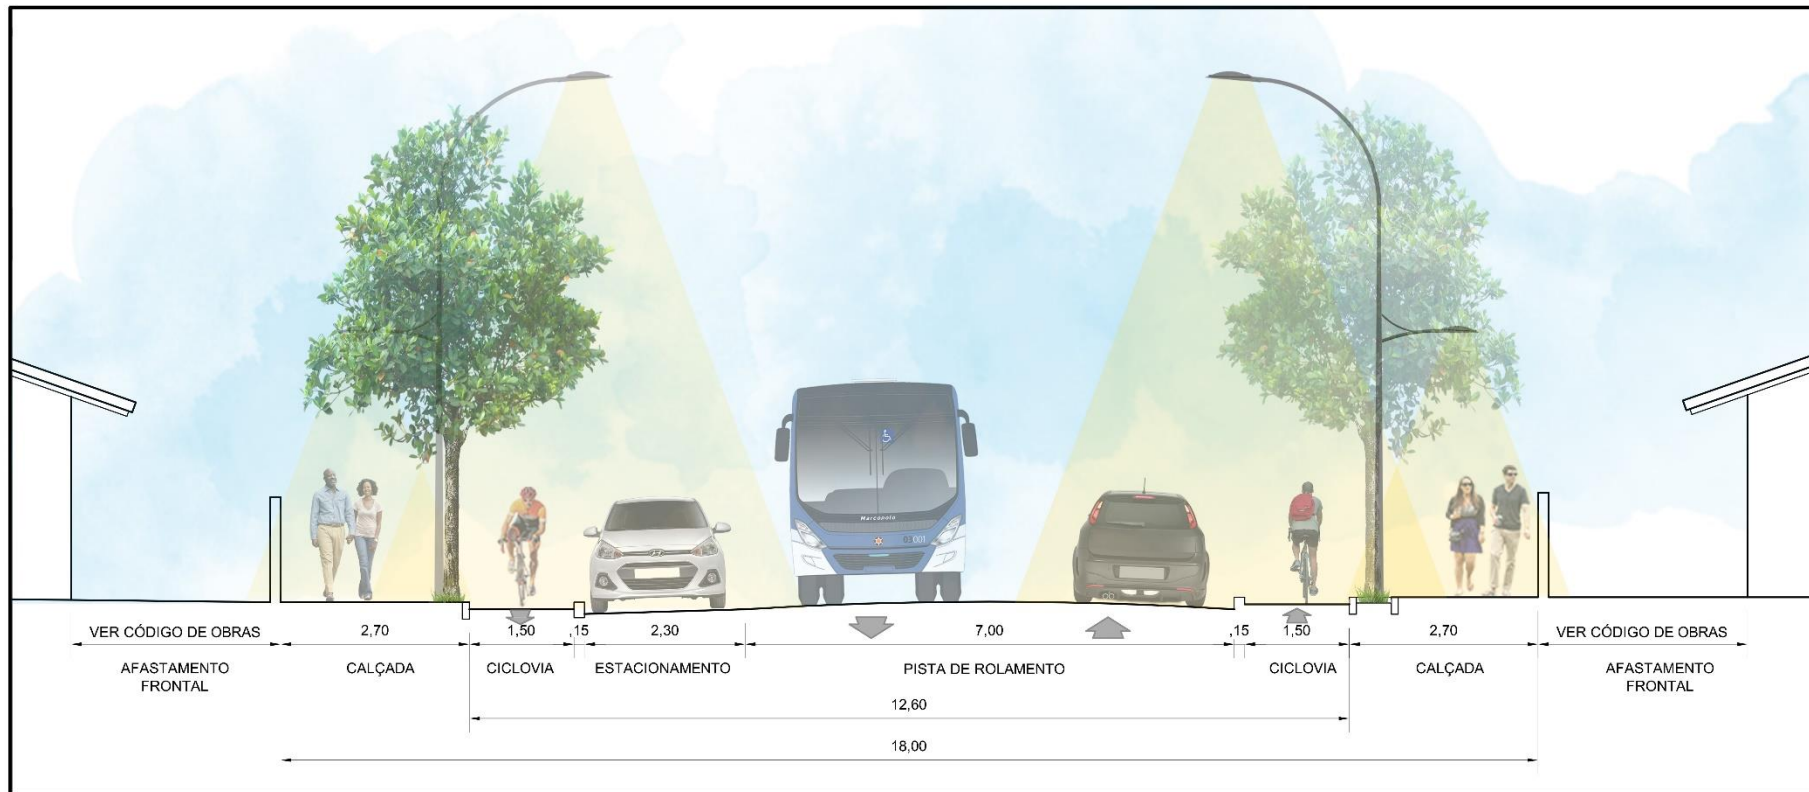 Marcopolo
03001
VER CÓDIGO DE OBRAS
2,70
1,50
,15
2,30
7,00
,15
1,50
2,70
VER CÓDIGO DE OBRAS
AFASTAMENTO
FRONTAL
CALÇADA
CICLOVIA
ESTACIONAMENTO
PISTA DE ROLAMENTO
CICLOVIA
CALÇADA
AFASTAMENTO
FRONTAL
12,60
18,00